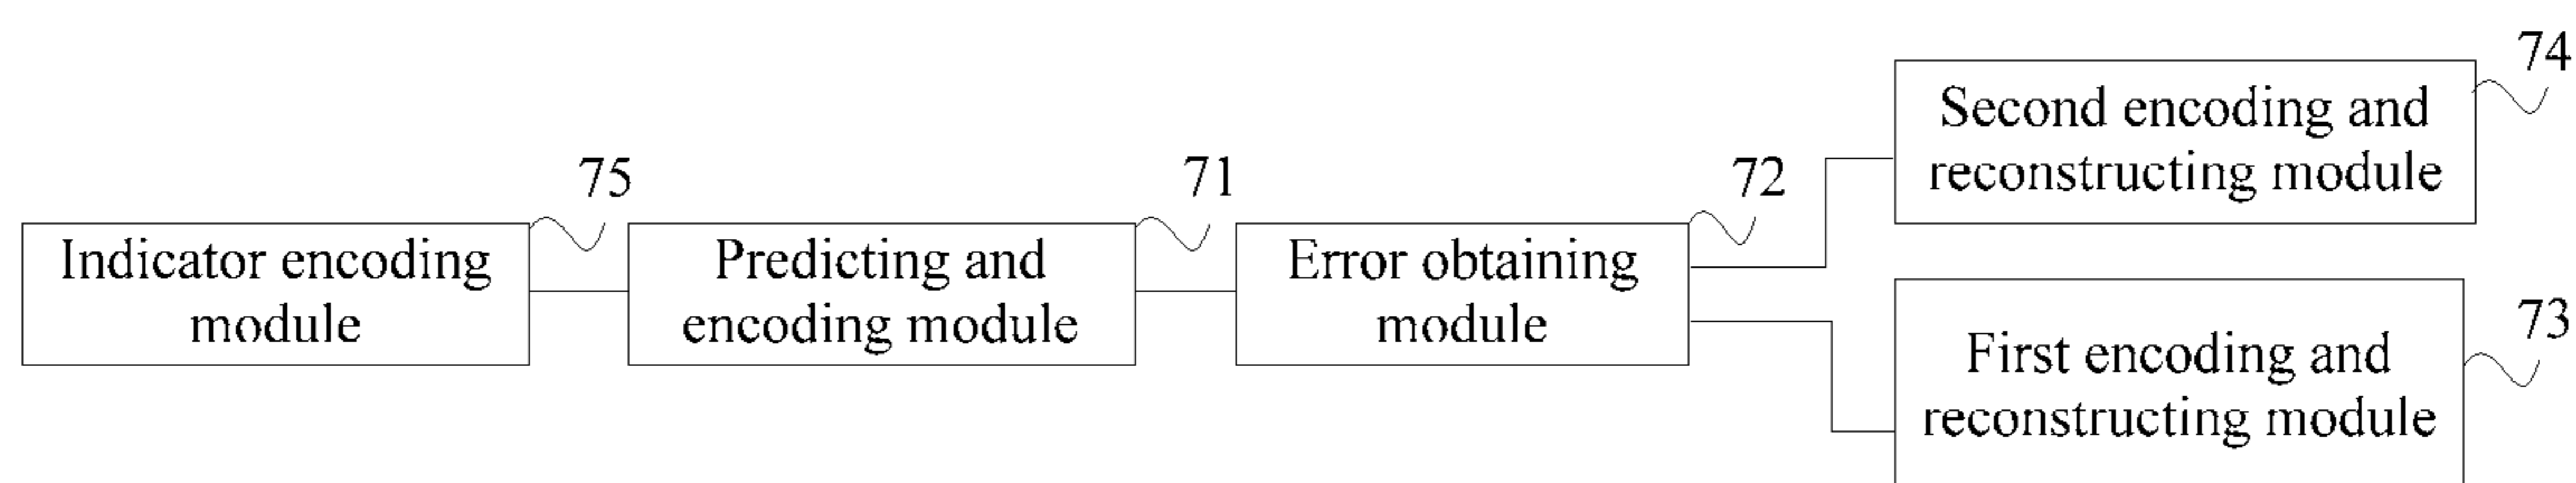 74
Second encoding and
reconstructing module
75
71
72
Indicator encoding
module
Predicting and
encoding module
Error obtaining
module
73
First encoding and
reconstructing module